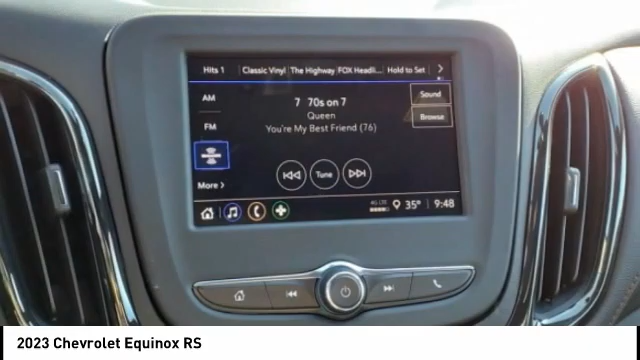 Hits 1 Classic Vinyl The Highway FOX Headli... Hold to Set
AM
7 70s on 7
Sound
Queen
Browse
FM
You're My Best Friend (76)
Tune
More
4G LTE
35° 9:48
2023 Chevrolet Equinox RS